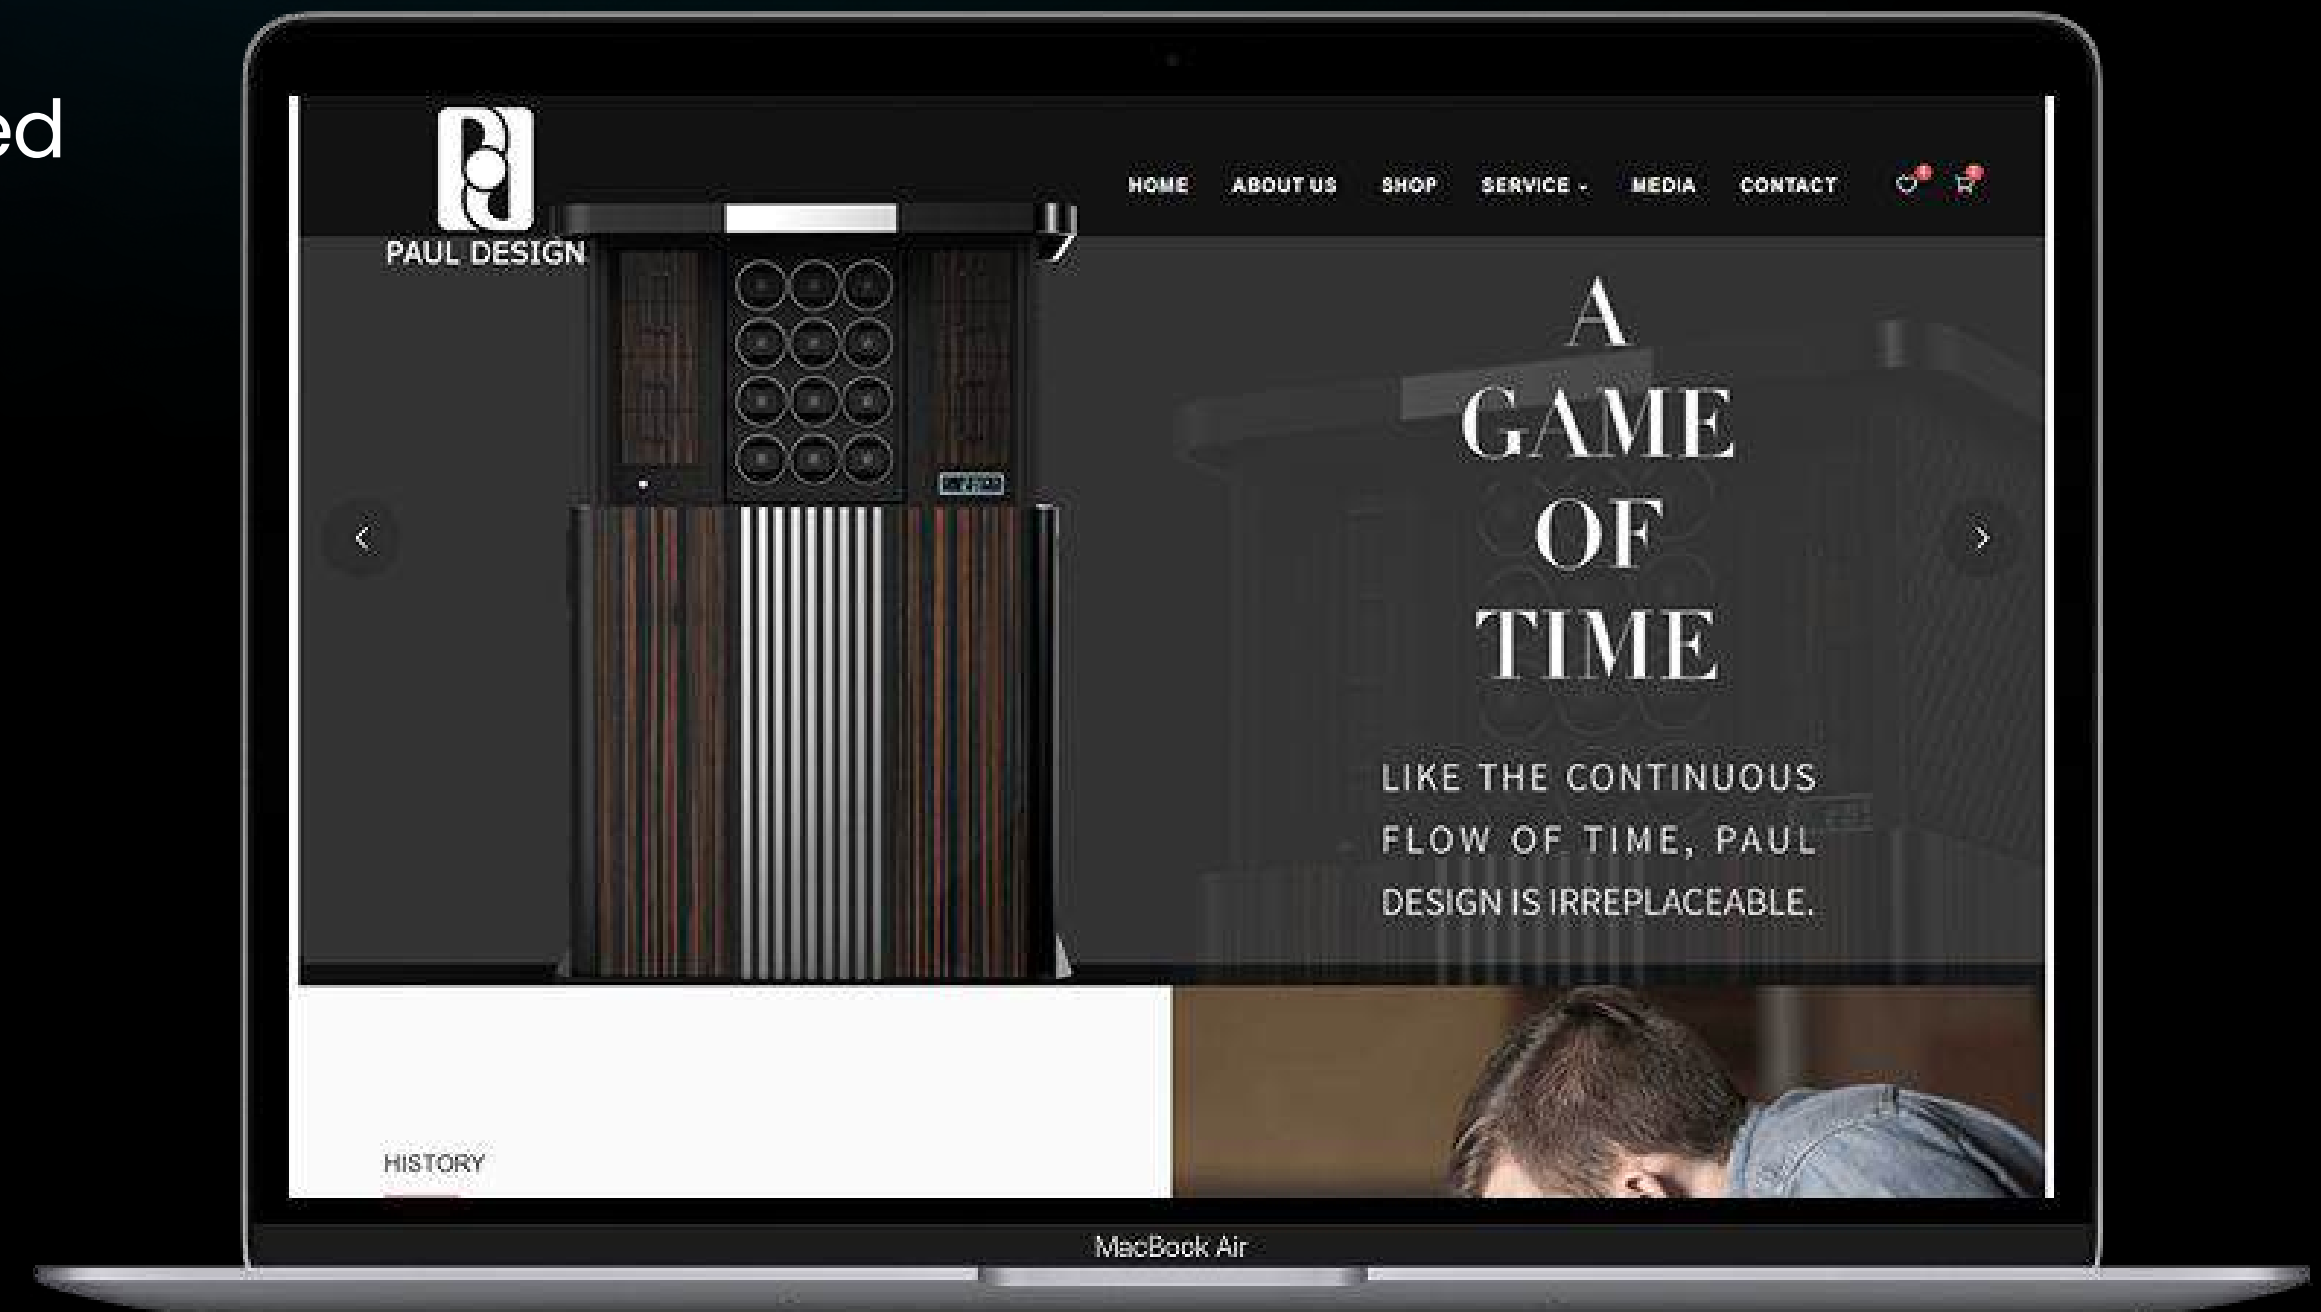 ed
PAUL DESIGN
HOME ABOUT US SHOP SERVICE MEDIA CONTACT
A
GAME
OF
TIME
LIKE THE CONTINUOUS
FLOW OF TIME, PAUL
DESIGN IS IRREPLACEABLE.
HISTORY
MacBook Air